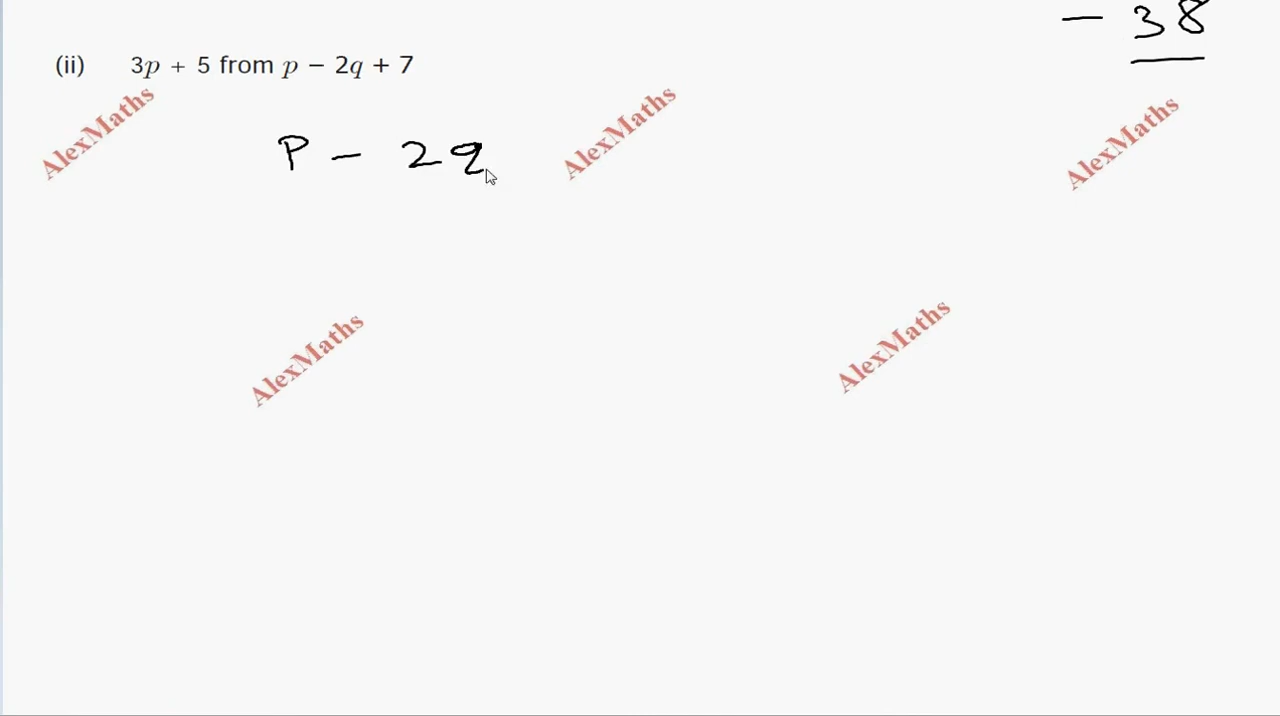 - 38
(ii) 3p + 5 from p − 2q + 7
AlexMaths
AlexMaths
AlexMaths
P - 2q
AlexMaths
AlexMaths